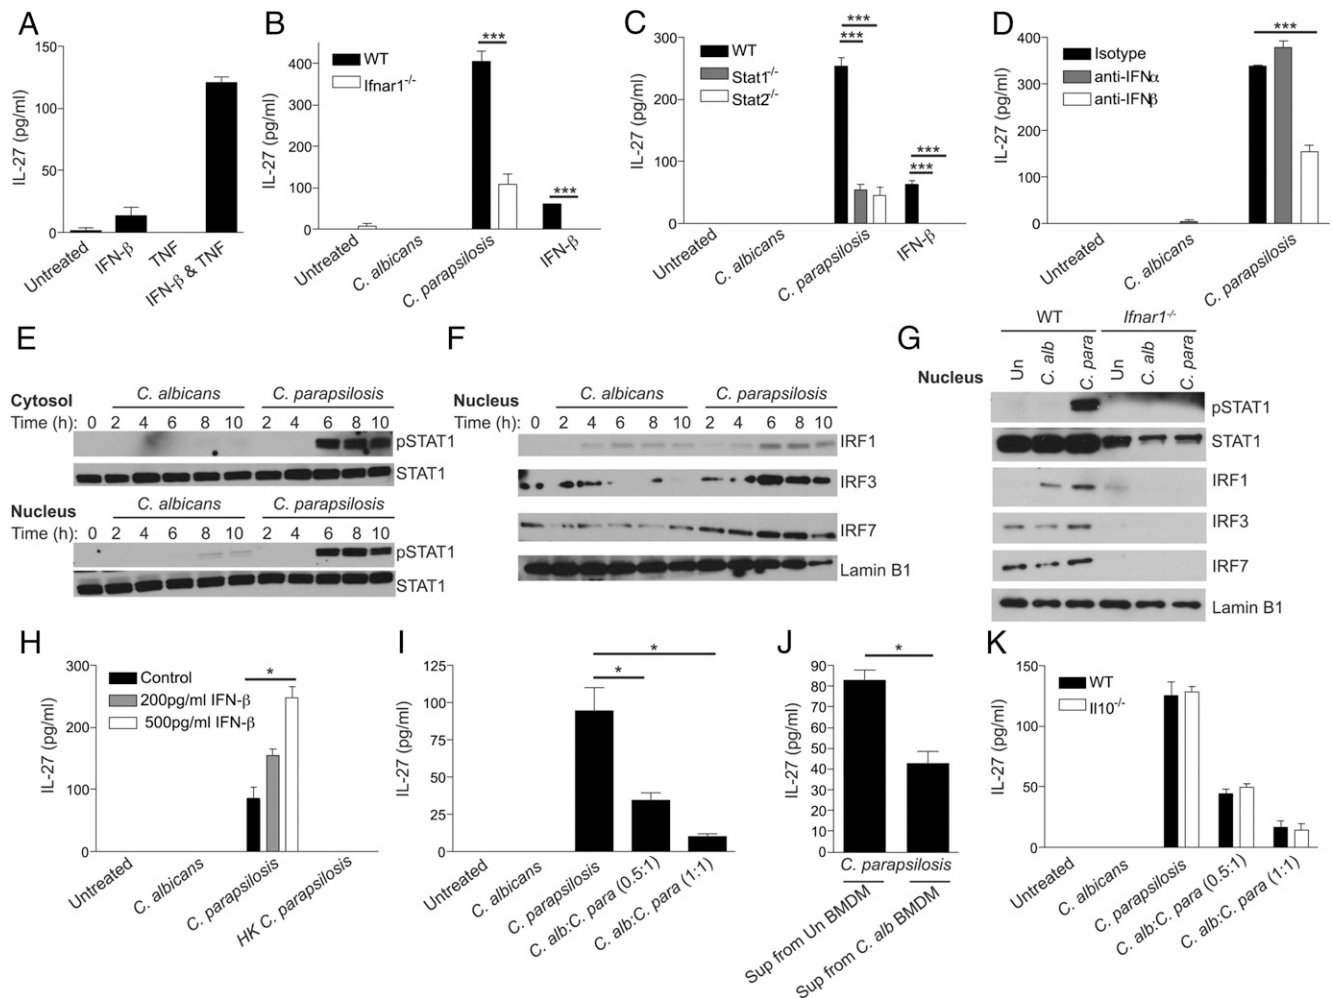 A
IL-27 (pg/ml)
150
100
50
0
Untreated
IFN-β
TNF
IFN-β & TNF
B
IL-27 (pg/ml)
400
300
200
100
0
WT
Ifnar1-/-
***
***
Untreated
C. albicans
C. parapsilosis
IFN-β
C
IL-27 (pg/ml)
300
200
100
0
WT
Stat1-/-
Stat2-/-
***
***
***
***
Untreated
C. albicans
C. parapsilosis
IFN-β
D
IL-27 (pg/ml)
400
300
200
100
0
Isotype
anti-IFNα
anti-IFNβ
***
Untreated
C. albicans
C. parapsilosis
E
C. albicans C. parapsilosis
Cytosol
Time (h): 0 2 4 6 8 10 2 4 6 8 10
pSTAT1
STAT1
Nucleus C. albicans C. parapsilosis
Time (h): 0 2 4 6 8 10 2 4 6 8 10
pSTAT1
STAT1
F
Nucleus C. albicans C. parapsilosis
Time (h): 0 2 4 6 8 10 2 4 6 8 10
IRF1
IRF3
IRF7
Lamin B1
G
WT Ifnar1-/-
Nucleus Un C. alb C. para Un C. alb C. para
pSTAT1
STAT1
IRF1
IRF3
IRF7
Lamin B1
H
IL-27 (pg/ml)
300
200
100
0
Control
200pg/ml IFN-β
500pg/ml IFN-β
*
Untreated
C. albicans
C. parapsilosis
HK C. parapsilosis
I
IL-27 (pg/ml)
125
100
75
50
25
0
*
*
Untreated
C. albicans
C. parapsilosis
C. alb:C. para (0.5:1)
C. alb:C. para (1:1)
J
IL-27 (pg/ml)
90
80
70
60
50
40
30
20
10
0
*
C. parapsilosis
Sup from Un BMDM
Sup from C. alb BMDM
K
IL-27 (pg/ml)
150
100
50
0
WT
Il10-/-
Untreated
C. albicans
C. parapsilosis
C. alb:C. para (0.5:1)
C. alb:C. para (1:1)